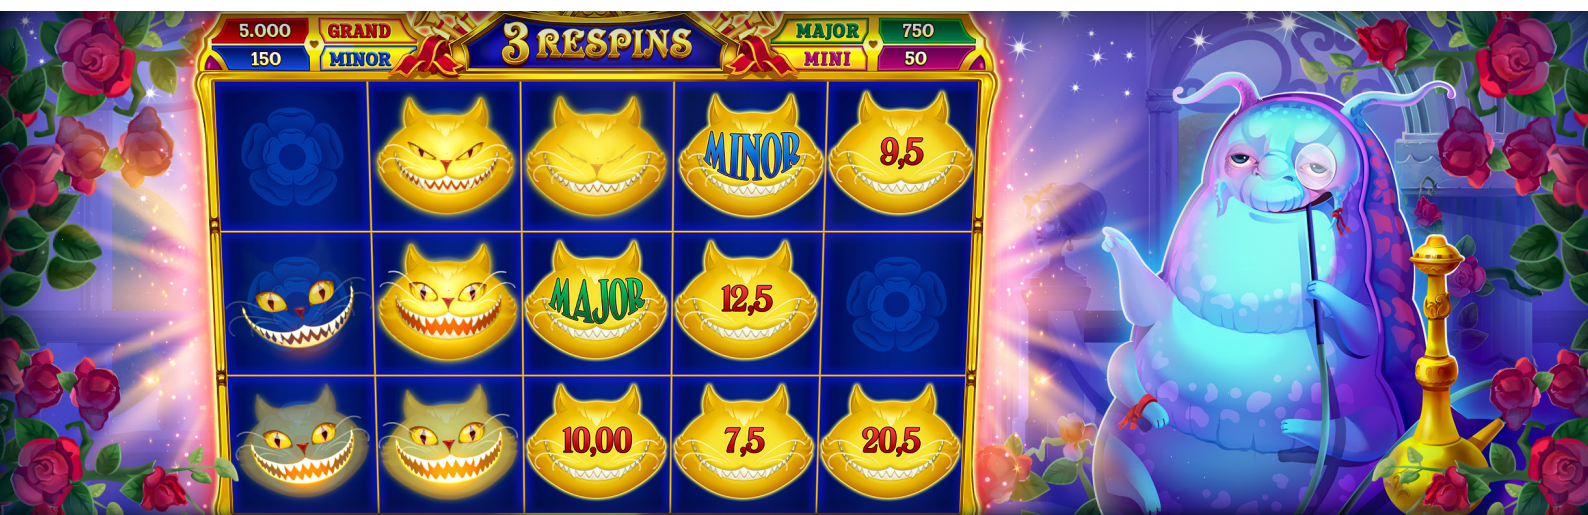 5.000 GRAND
150 MINOR
3 RESPINS
MAJOR 750
MINI 50
MINOR
9,5
MAJOR
12,5
10,00
7,5
20,5